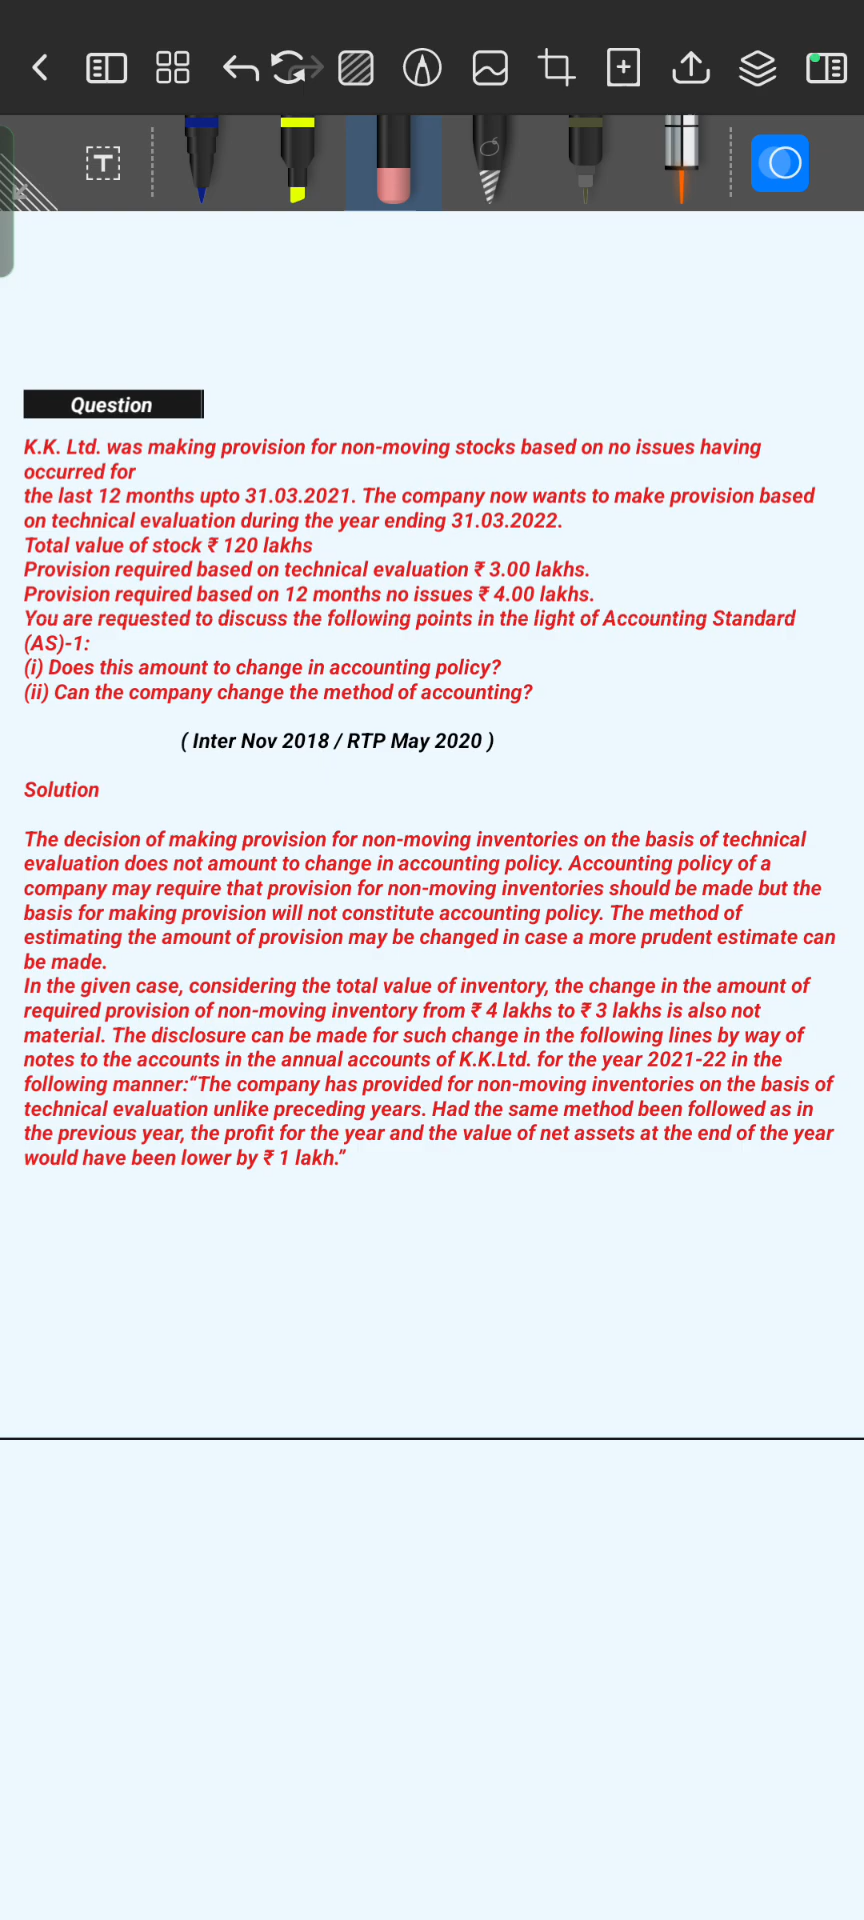 T
Question
K.K. Ltd. was making provision for non-moving stocks based on no issues having
occurred for
the last 12 months upto 31.03.2021. The company now wants to make provision based
on technical evaluation during the year ending 31.03.2022.
Total value of stock ₹ 120 lakhs
Provision required based on technical evaluation ₹ 3.00 lakhs.
Provision required based on 12 months no issues ₹ 4.00 lakhs.
You are requested to discuss the following points in the light of Accounting Standard
(AS)-1:
(i) Does this amount to change in accounting policy?
(ii) Can the company change the method of accounting?
( Inter Nov 2018 / RTP May 2020 )
Solution
The decision of making provision for non-moving inventories on the basis of technical
evaluation does not amount to change in accounting policy. Accounting policy of a
company may require that provision for non-moving inventories should be made but the
basis for making provision will not constitute accounting policy. The method of
estimating the amount of provision may be changed in case a more prudent estimate can
be made.
In the given case, considering the total value of inventory, the change in the amount of
required provision of non-moving inventory from ₹ 4 lakhs to ₹ 3 lakhs is also not
material. The disclosure can be made for such change in the following lines by way of
notes to the accounts in the annual accounts of K.K.Ltd. for the year 2021-22 in the
following manner:“The company has provided for non-moving inventories on the basis of
technical evaluation unlike preceding years. Had the same method been followed as in
the previous year, the profit for the year and the value of net assets at the end of the year
would have been lower by ₹ 1 lakh.”